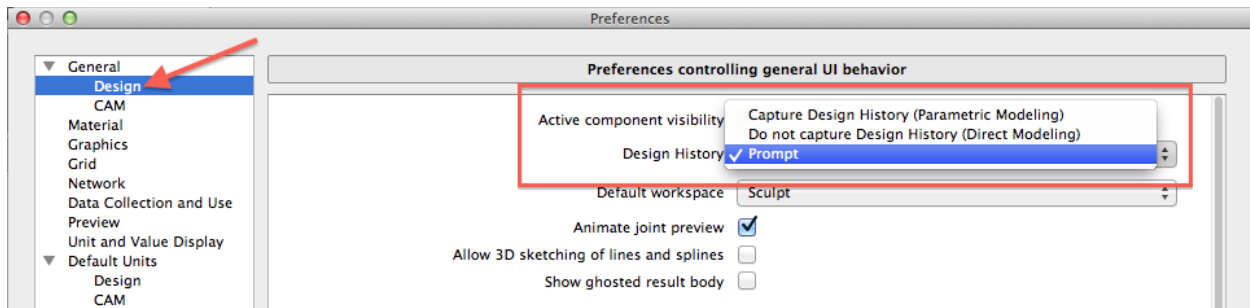 Preferences
General
Design
CAM
Material
Graphics
Grid
Network
Data Collection and Use
Preview
Unit and Value Display
Default Units
Design
CAM
Preferences controlling general UI behavior
Active component visibility
Capture Design History (Parametric Modeling)
Do not capture Design History (Direct Modeling)
Design History
Prompt
Default workspace
Sculpt
Animate joint preview
Allow 3D sketching of lines and splines
Show ghosted result body